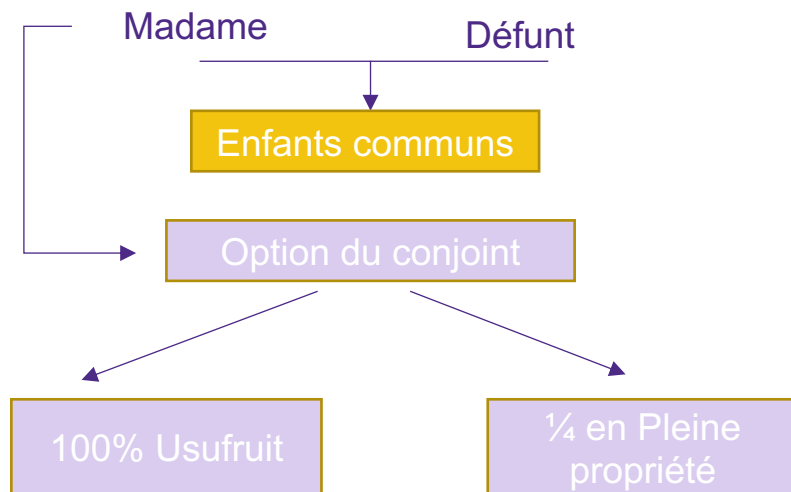 Madame
Défunt
Enfants communs
Option du conjoint
100% Usufruit
¼ en Pleine
propriété